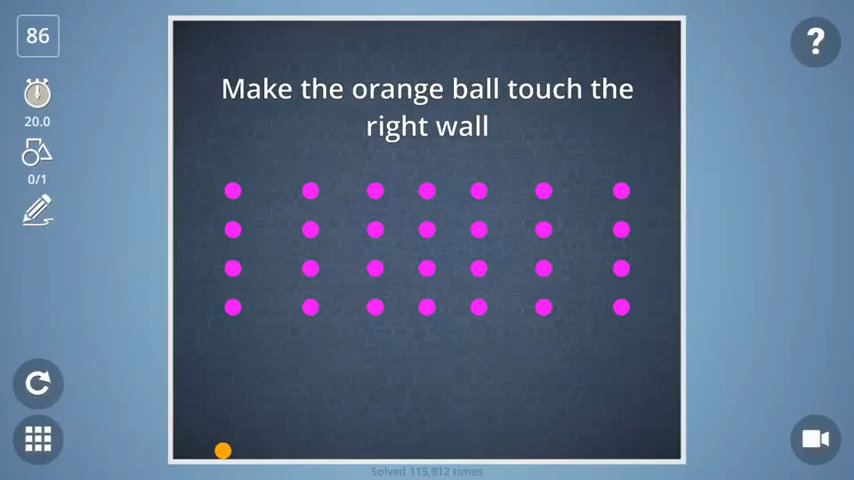 86
Make the orange ball touch the
right wall
20.0
0/1
?
Solved 115,912 times